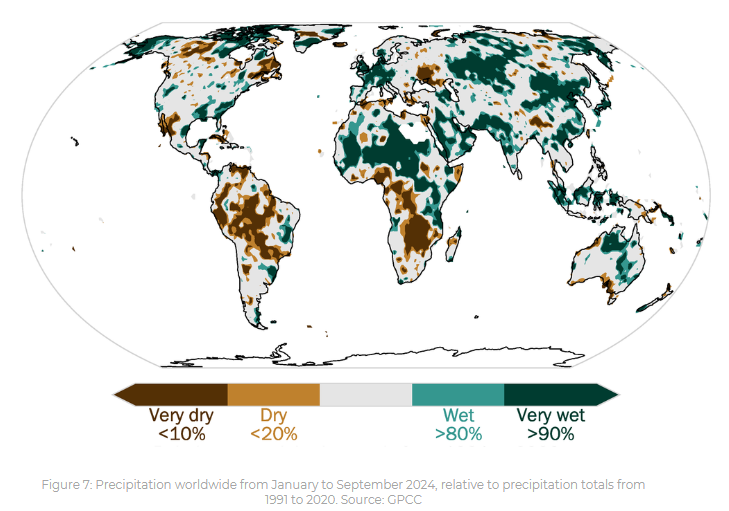 Very dry Dry Wet Very wet
<10% <20% >80% >90%
Figure 7: Precipitation worldwide from January to September 2024, relative to precipitation totals from
1991 to 2020. Source: GPCC